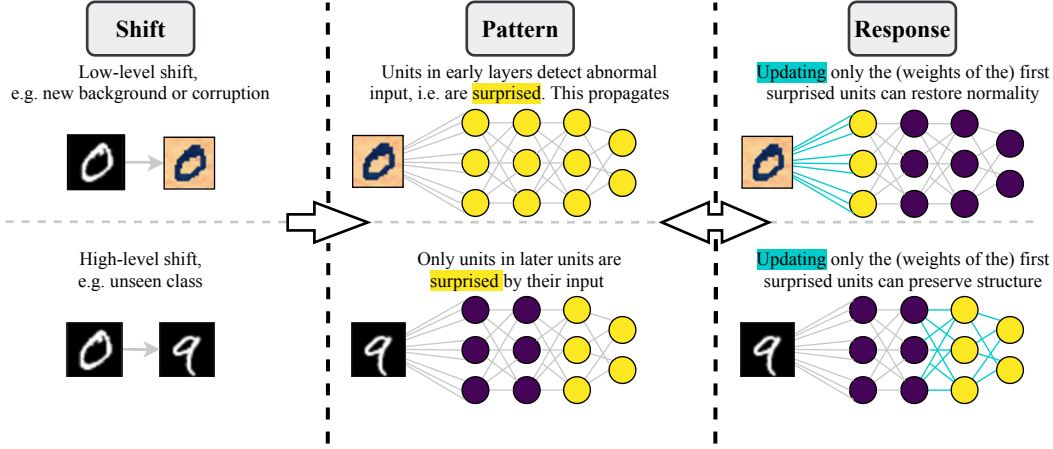 Shift
Low-level shift,
e.g. new background or corruption
High-level shift,
e.g. unseen class
Pattern
Units in early layers detect abnormal
input, i.e. are surprised. This propagates
Only units in later units are
surprised by their input
Response
Updating only the (weights of the) first
surprised units can restore normality
Updating only the (weights of the) first
surprised units can preserve structure